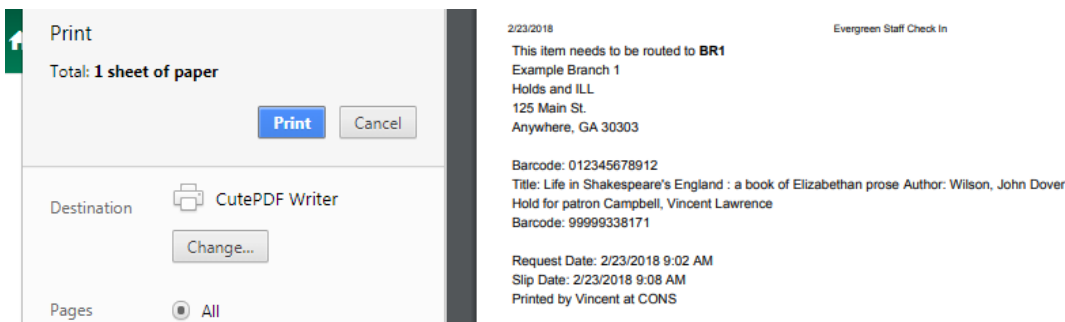 Print
Total: 1 sheet of paper
Print Cancel
Destination CutePDF Writer
Change...
Pages All
2/23/2018 Evergreen Staff Check In
This item needs to be routed to BR1
Example Branch 1
Holds and ILL
125 Main St.
Anywhere, GA 30303
Barcode: 012345678912
Title: Life in Shakespeare's England : a book of Elizabethan prose Author: Wilson, John Dover
Hold for patron Campbell, Vincent Lawrence
Barcode: 99999338171
Request Date: 2/23/2018 9:02 AM
Slip Date: 2/23/2018 9:08 AM
Printed by Vincent at CONS